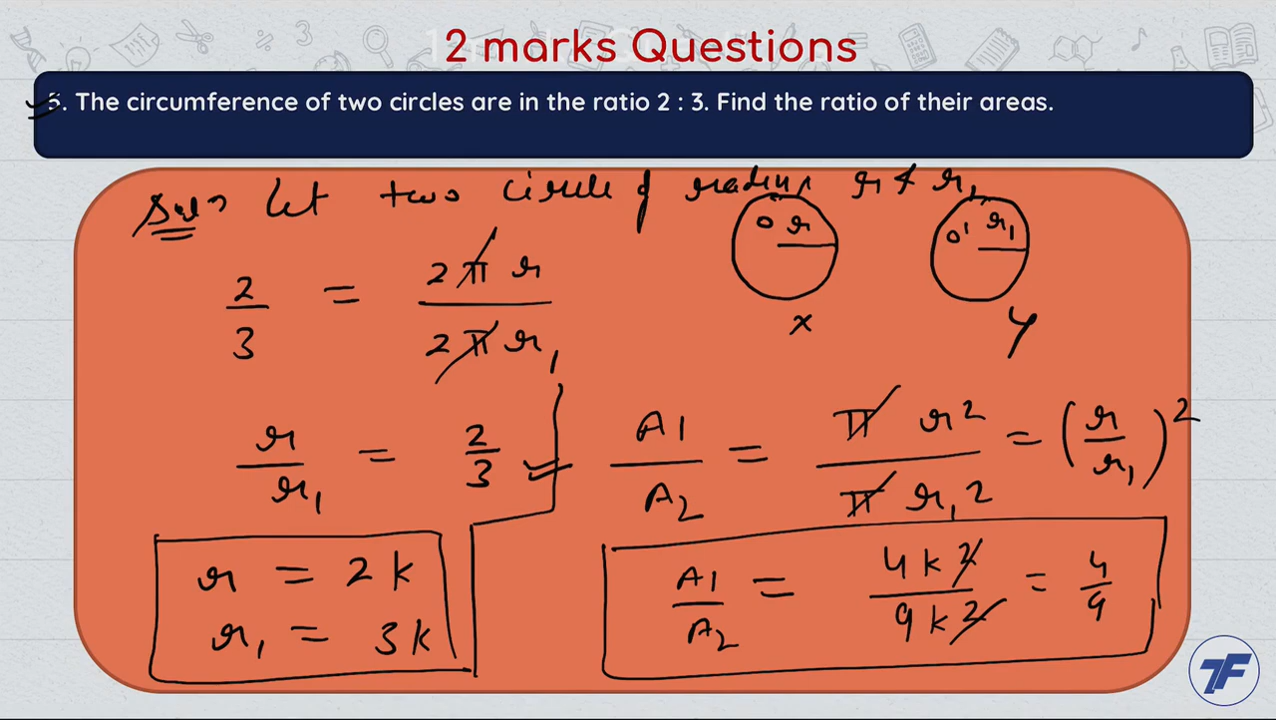 2 marks Questions
5. The circumference of two circles are in the ratio 2 : 3. Find the ratio of their areas.
Soln Let two circle of radius r & r₁
O r
O' r₁
x
y
2/3 = 2πr / 2πr₁
r/r₁ = 2/3
A1/A2 = πr² / πr₁² = (r/r₁)²
r = 2k
r₁ = 3k
A1/A2 = 4k² / 9k² = 4/9